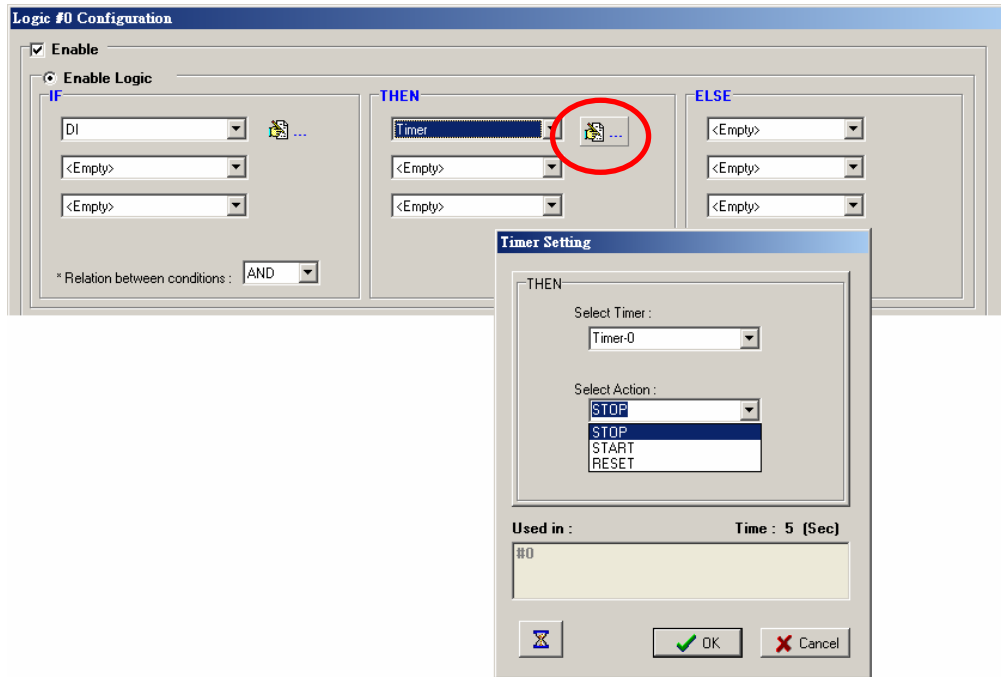 Logic #0 Configuration
Enable
Enable Logic
IF
THEN
ELSE
DI
...
Timer
...
<Empty>
<Empty>
<Empty>
<Empty>
<Empty>
<Empty>
<Empty>
* Relation between conditions :
AND
Timer Setting
THEN
Select Timer :
Timer-0
Select Action :
STOP
STOP
START
RESET
Used in :
Time : 5 (Sec)
#0
OK
Cancel